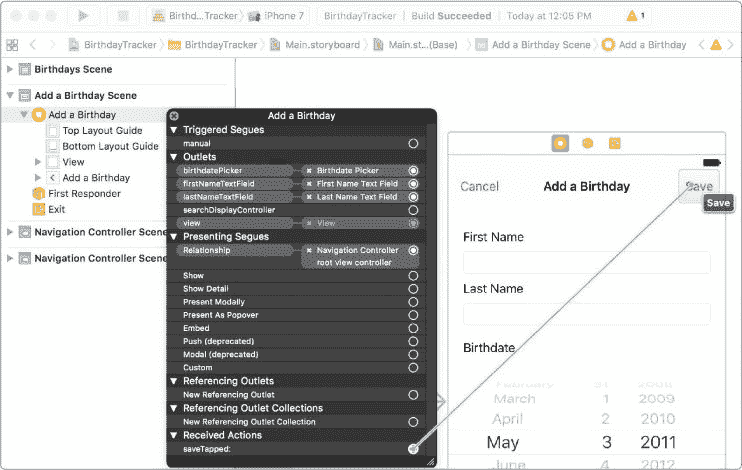 Birthd...Tracker > iPhone 7
BirthdayTracker | Build Succeeded | Today at 12:05 PM
1
BirthdayTracker > BirthdayTracker > Main.storyboard > Main.st...(Base) > Add a Birthday Scene > Add a Birthday
Birthdays Scene
Add a Birthday Scene
Add a Birthday
Top Layout Guide
Bottom Layout Guide
View
Add a Birthday
First Responder
Exit
Navigation Controller Scene
Navigation Controller Scene
Add a Birthday
Triggered Segues
manual
Outlets
birthdatePicker Birthdate Picker
firstNameTextField First Name Text Field
lastNameTextField Last Name Text Field
searchDisplayController
view View
Presenting Segues
Relationship Navigation Controller
root view controller
Show
Show Detail
Present Modally
Present As Popover
Embed
Push (deprecated)
Modal (deprecated)
Custom
Referencing Outlets
New Referencing Outlet
Referencing Outlet Collections
New Referencing Outlet Collection
Received Actions
saveTapped:
Cancel Add a Birthday Save
Save
First Name
Last Name
Birthdate
February 31 2008
March 1 2009
April 2 2010
May 3 2011
June 4 2012